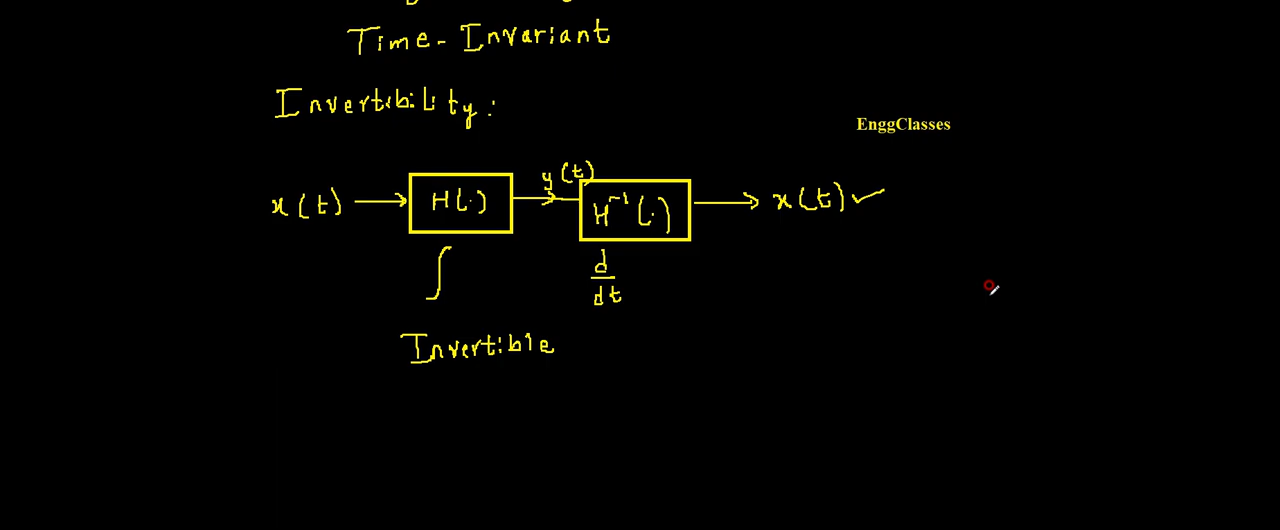 Time-Invariant
Invertibility:
EnggClasses
x(t) → H(.) → y(t) H⁻¹(.) → x(t) ✓
∫ d/dt
Invertible